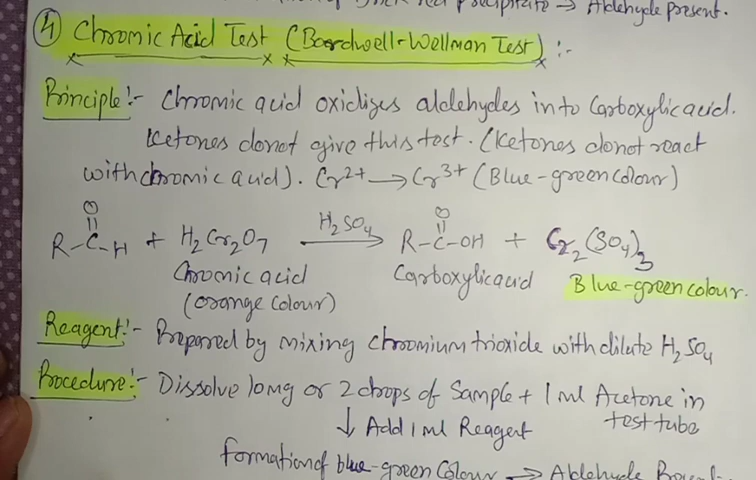 precipitate → Aldehyde Present.
4 Chromic Acid Test (Bordwell-Wellman Test) :-
Principle:- Chromic acid oxidizes aldehydes into Carboxylic acid.
Ketones donot give this test. (Ketones donot react
with chromic acid). Cr2+ → Cr3+ (Blue-green colour)
O O
R-C-H + H2Cr2O7 H2SO4 → R-C-OH + Cr2(SO4)3
Chromic acid Carboxylic acid Blue-green colour.
(orange colour)
Reagent:- Prepared by mixing chromium trioxide with dilute H2SO4
Procedure:- Dissolve 10mg or 2 drops of Sample + 1 ml Acetone in
test tube
↓ Add 1 ml Reagent
Formation of blue-green Colour → Aldehyde